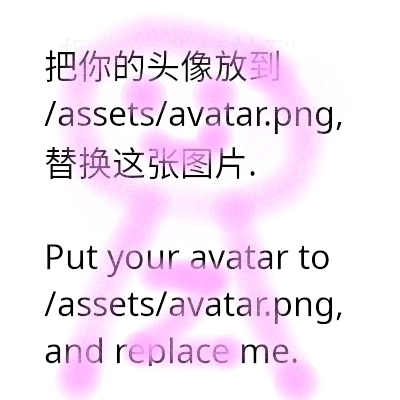 把你的头像放到
/assets/avatar.png,
替换这张图片.
Put your avatar to
/assets/avatar.png,
and replace me.